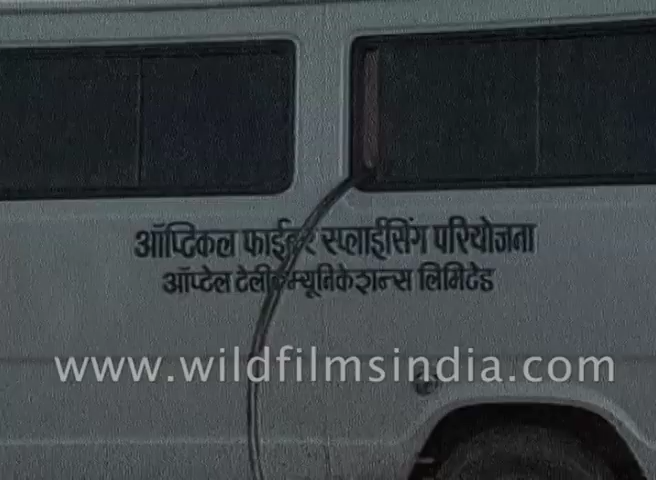 ऑप्टिकल फाईबर स्प्लाईसिंग परियोजना
ऑप्टेल टेलीकम्यूनिकेशन्स लिमिटेड
www.wildfilmsindia.com